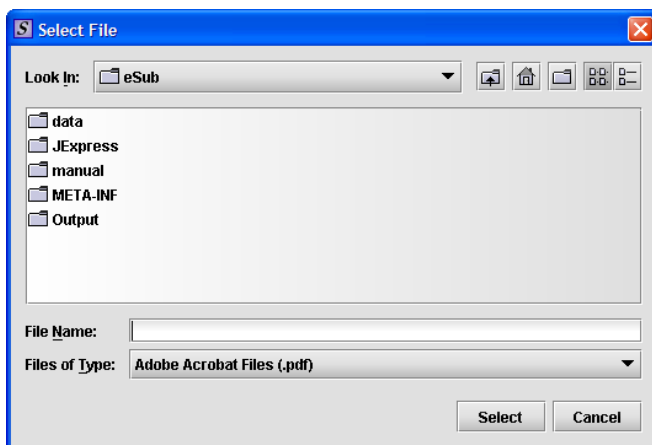 S Select File
Look In: eSub
data
JExpress
manual
META-INF
Output
File Name:
Files of Type: Adobe Acrobat Files (.pdf)
Select Cancel